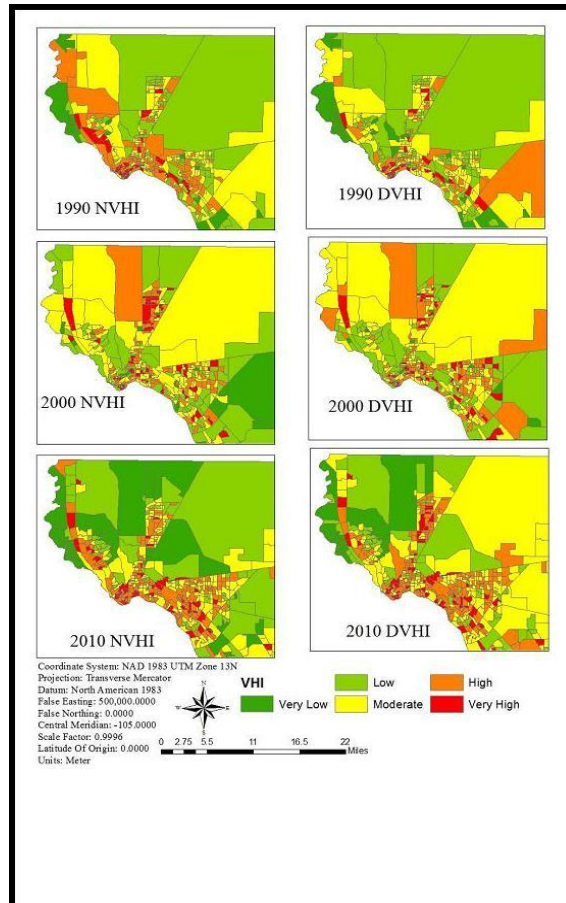 1990 NVHI
1990 DVHI
2000 NVHI
2000 DVHI
2010 NVHI
2010 DVHI
Coordinate System: NAD 1983 UTM Zone 13N
Projection: Transverse Mercator
Datum: North American 1983
False Easting: 500,000.0000
False Northing: 0.0000
Central Meridian: -105.0000
Scale Factor: 0.9996
Latitude Of Origin: 0.0000
Units: Meter
N
W E
S
VHI
Very Low
Low
Moderate
High
Very High
0 2.75 5.5 11 16.5 22
Miles